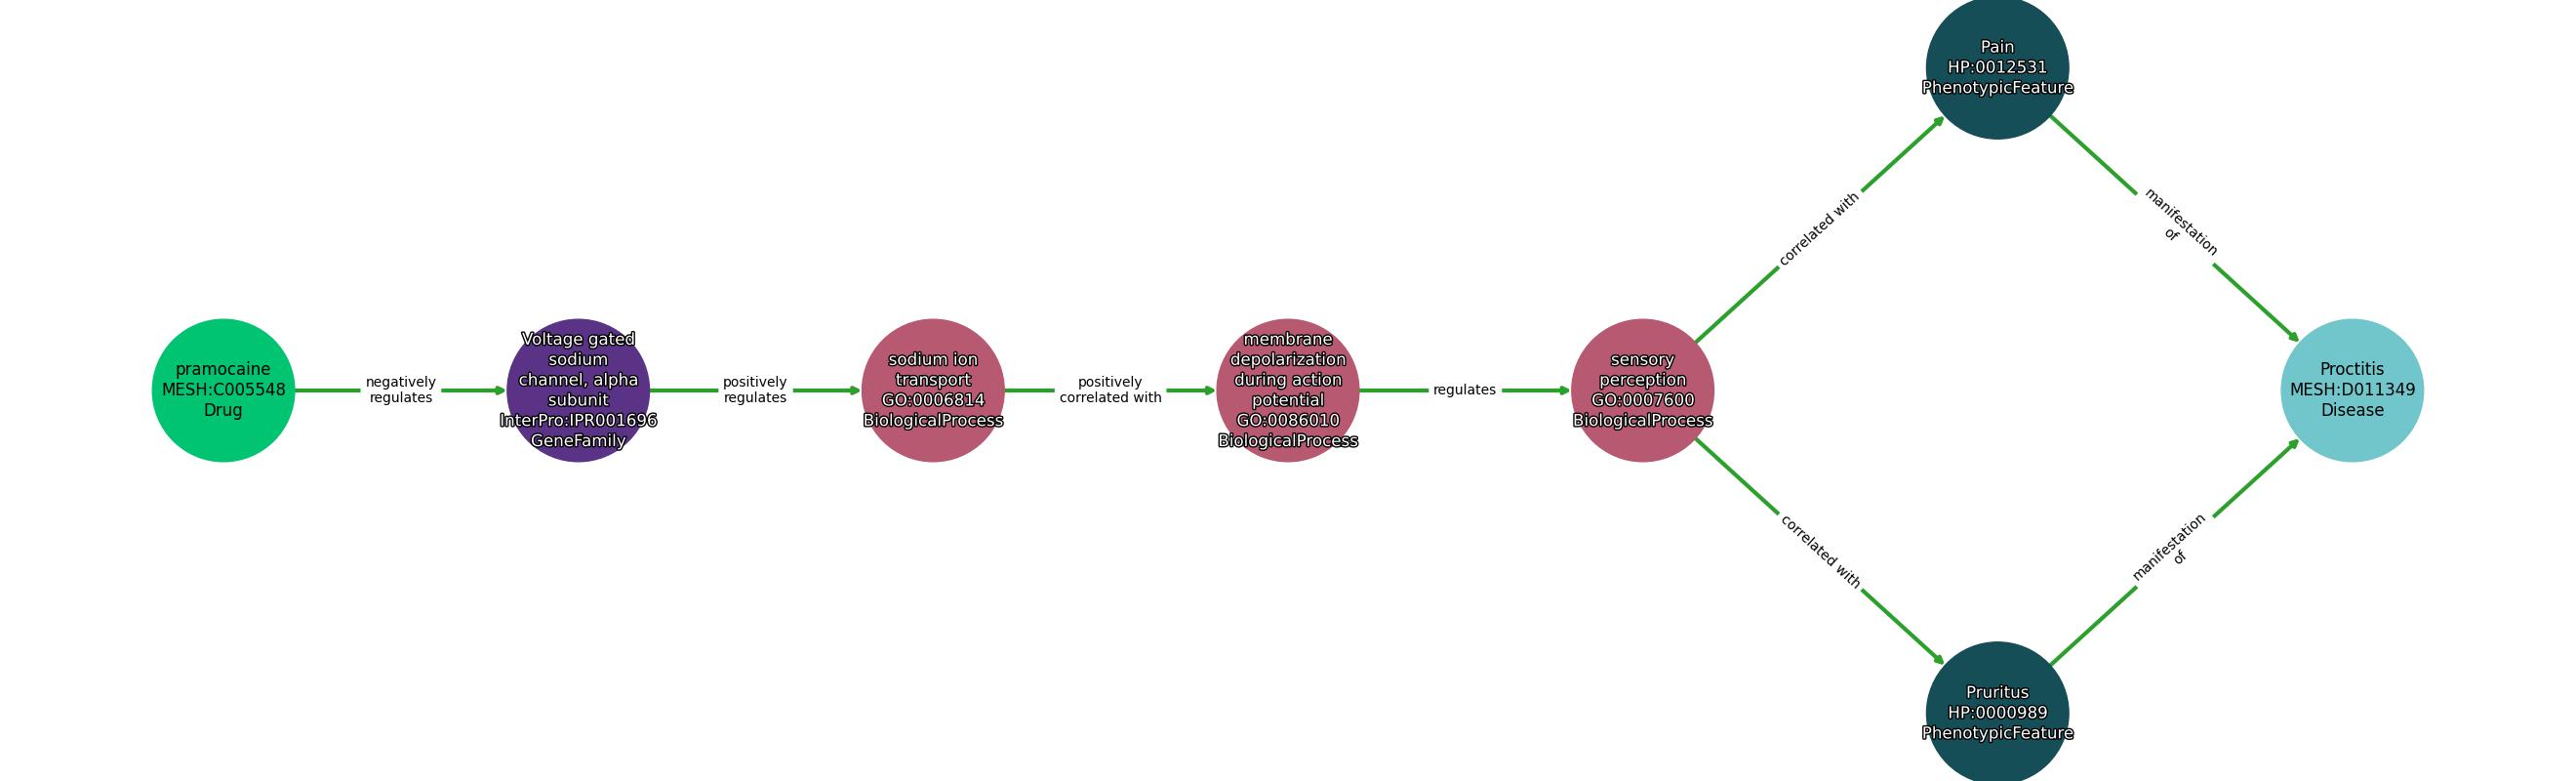 pramocaine
MESH:C005548
Drug
negatively
regulates
Voltage gated
sodium
channel, alpha
subunit
InterPro:IPR001696
GeneFamily
positively
regulates
sodium ion
transport
GO:0006814
BiologicalProcess
positively
correlated with
membrane
depolarization
during action
potential
GO:0086010
BiologicalProcess
regulates
sensory
perception
GO:0007600
BiologicalProcess
correlated with
Pain
HP:0012531
PhenotypicFeature
manifestation
of
correlated with
Pruritus
HP:0000989
PhenotypicFeature
manifestation
of
Proctitis
MESH:D011349
Disease